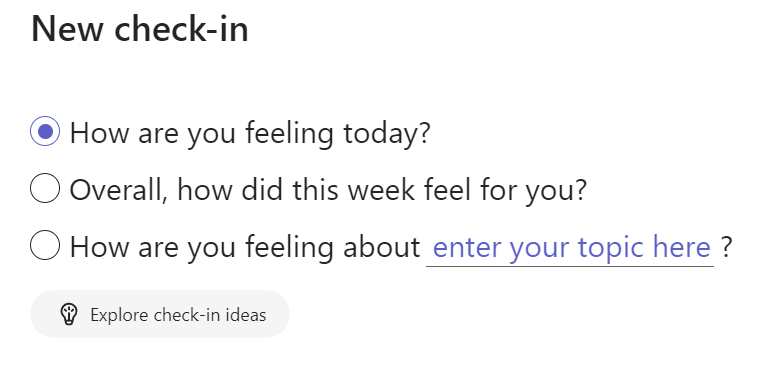 New check-in
How are you feeling today?
Overall, how did this week feel for you?
How are you feeling about enter your topic here ?
Explore check-in ideas